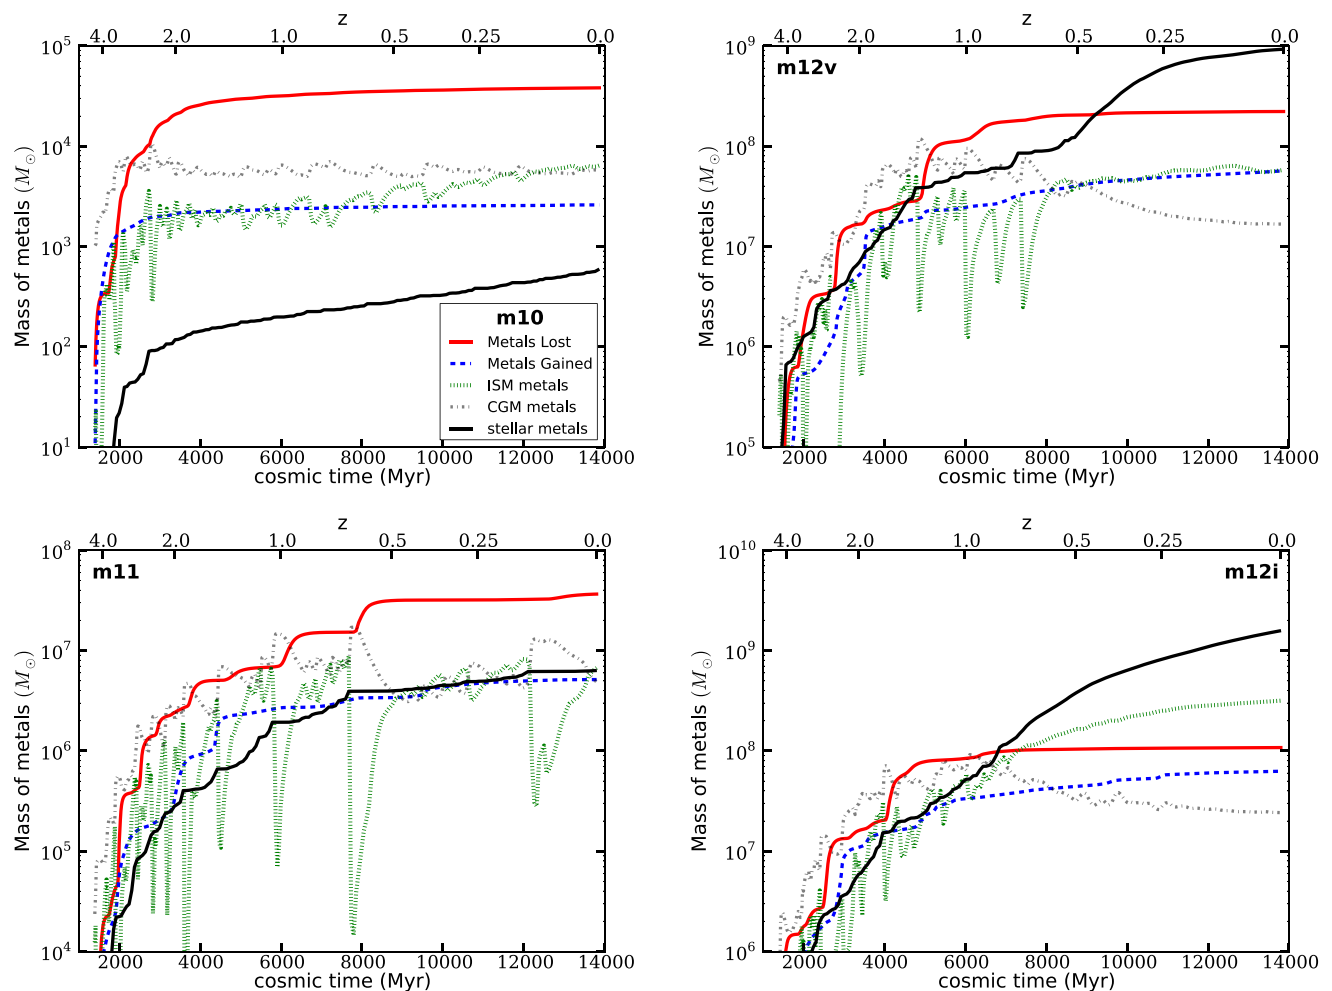 z
4.0 2.0 1.0 0.5 0.25 0.0
10^5
10^4
10^3
10^2
10^1
Mass of metals (M_⊙)
m10
Metals Lost
Metals Gained
ISM metals
CGM metals
stellar metals
2000 4000 6000 8000 10000 12000 14000
cosmic time (Myr)
z
4.0 2.0 1.0 0.5 0.25 0.0
m12v
10^9
10^8
10^7
10^6
10^5
Mass of metals (M_⊙)
2000 4000 6000 8000 10000 12000 14000
cosmic time (Myr)
z
4.0 2.0 1.0 0.5 0.25 0.0
m11
10^8
10^7
10^6
10^5
10^4
Mass of metals (M_⊙)
2000 4000 6000 8000 10000 12000 14000
cosmic time (Myr)
z
4.0 2.0 1.0 0.5 0.25 0.0
m12i
10^10
10^9
10^8
10^7
10^6
Mass of metals (M_⊙)
2000 4000 6000 8000 10000 12000 14000
cosmic time (Myr)